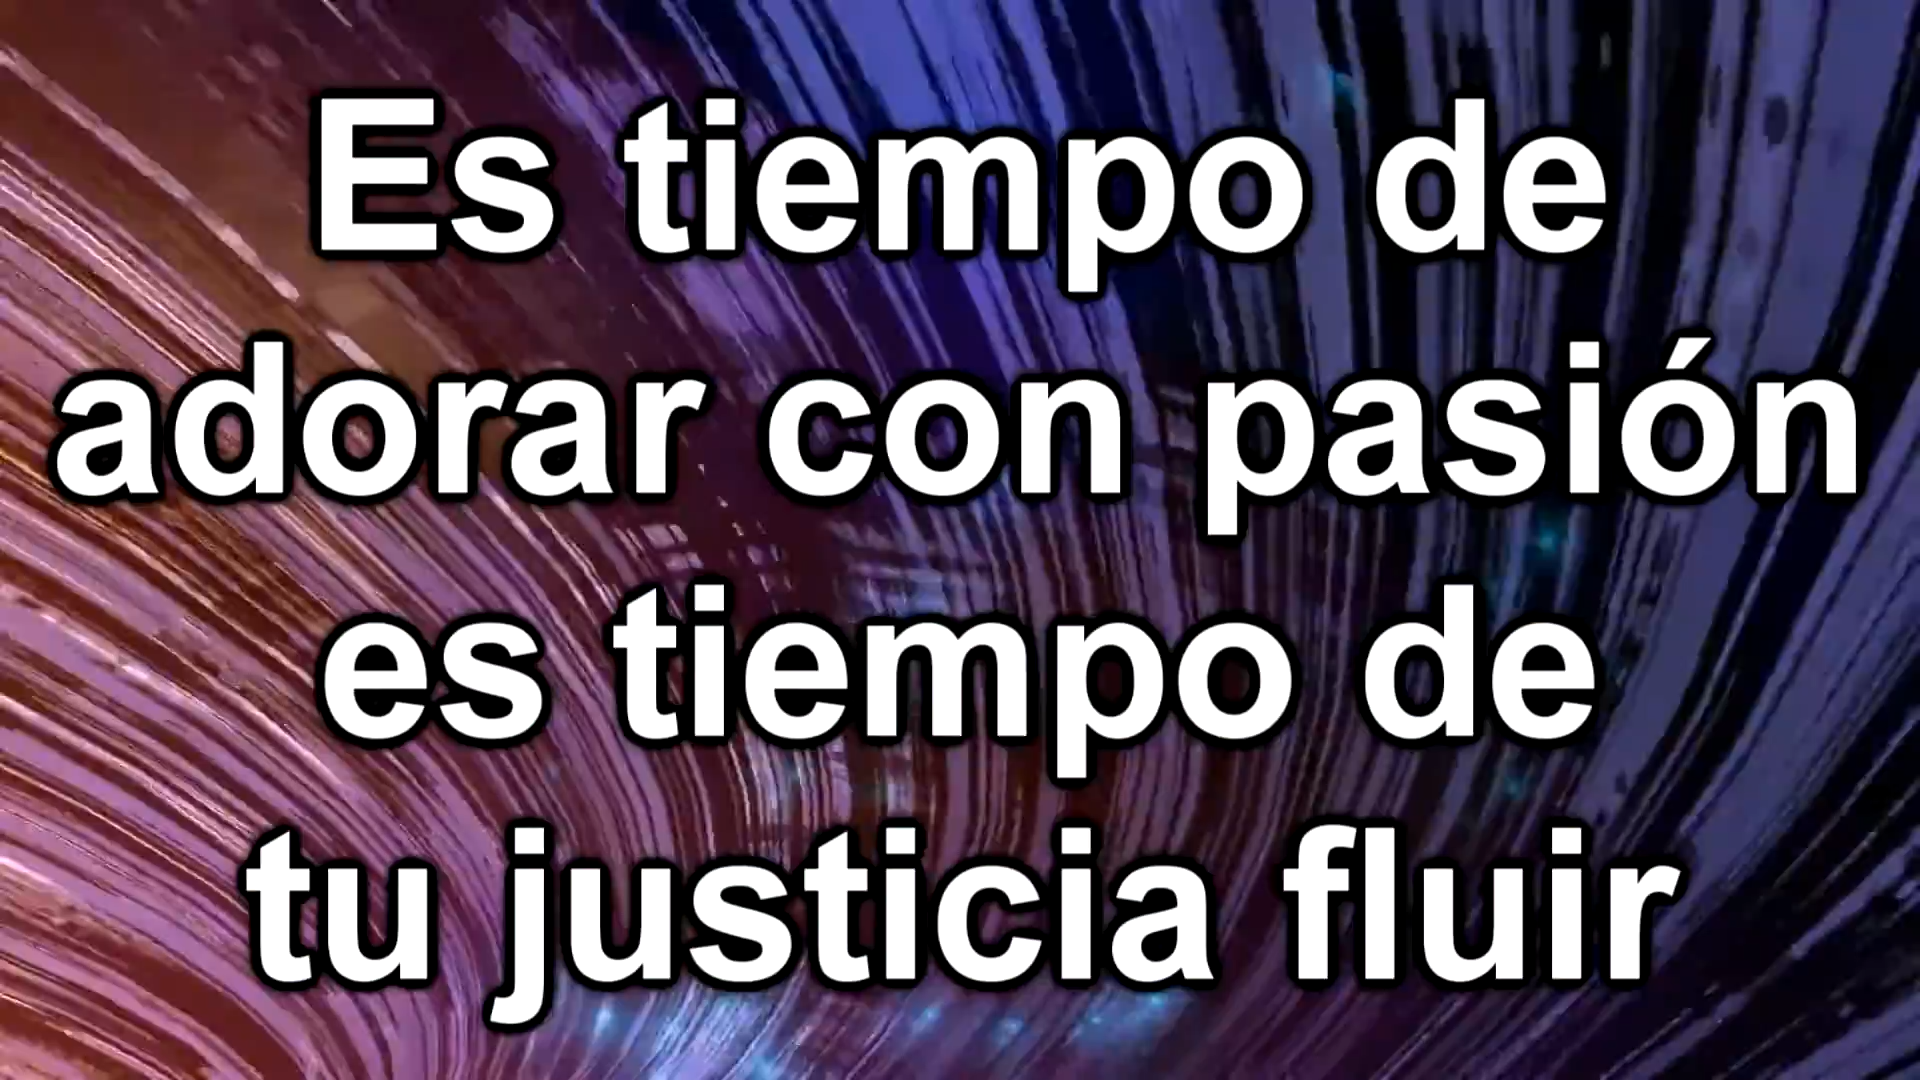 Es tiempo de
adorar con pasión
es tiempo de
tu justicia fluir